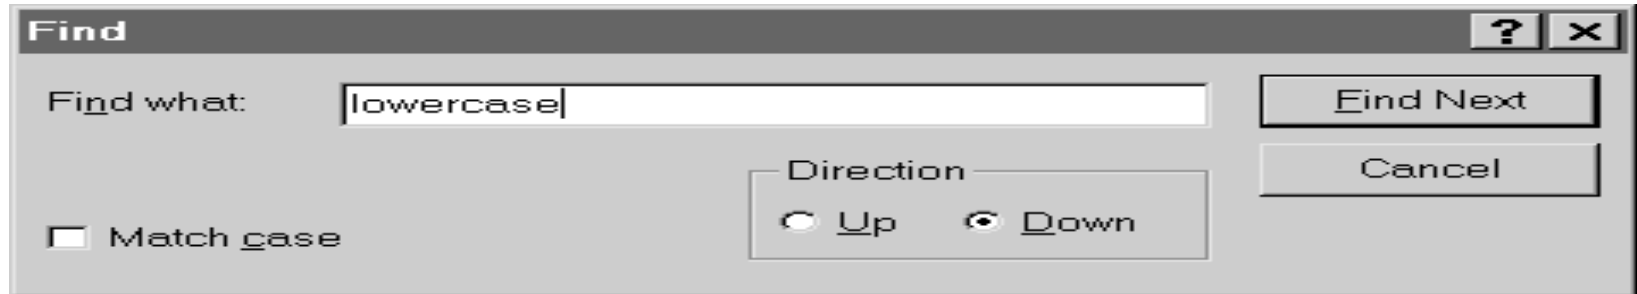 Find
? ×
Find what:
lowercase
Find Next
Direction
Cancel
Up
Down
Match case